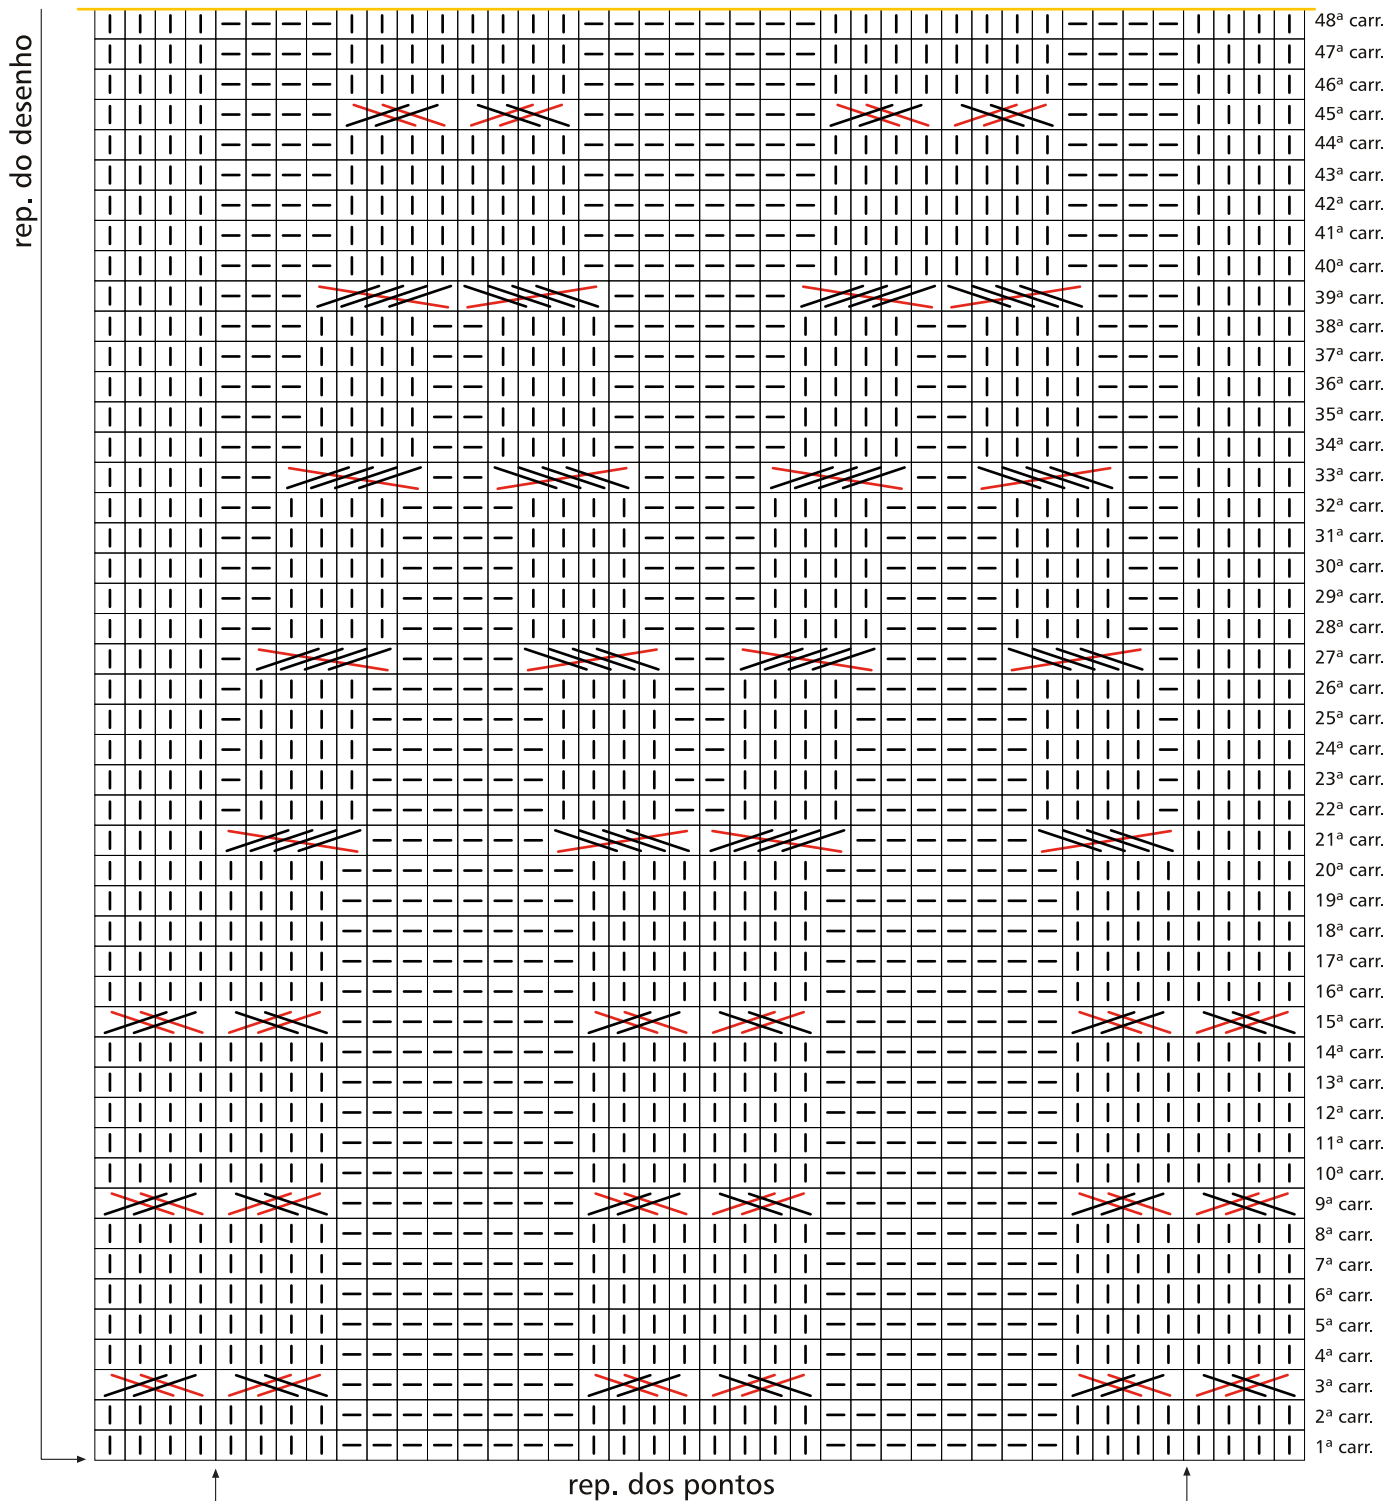 rep. do desenho
48ª carr.
47ª carr.
46ª carr.
45ª carr.
44ª carr.
43ª carr.
42ª carr.
41ª carr.
40ª carr.
39ª carr.
38ª carr.
37ª carr.
36ª carr.
35ª carr.
34ª carr.
33ª carr.
32ª carr.
31ª carr.
30ª carr.
29ª carr.
28ª carr.
27ª carr.
26ª carr.
25ª carr.
24ª carr.
23ª carr.
22ª carr.
21ª carr.
20ª carr.
19ª carr.
18ª carr.
17ª carr.
16ª carr.
15ª carr.
14ª carr.
13ª carr.
12ª carr.
11ª carr.
10ª carr.
9ª carr.
8ª carr.
7ª carr.
6ª carr.
5ª carr.
4ª carr.
3ª carr.
2ª carr.
1ª carr.
rep. dos pontos